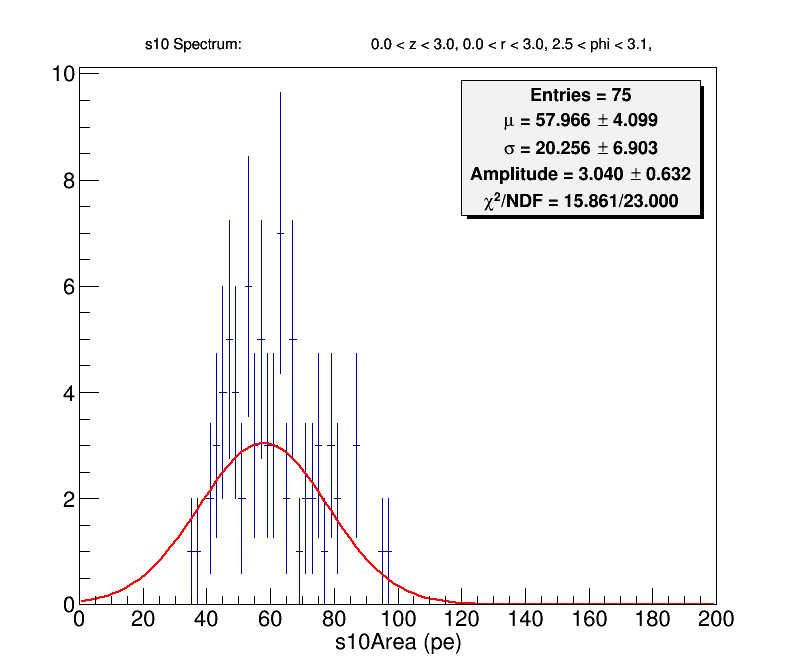 s10 Spectrum: 0.0 < z < 3.0, 0.0 < r < 3.0, 2.5 < phi < 3.1,
Entries = 75
μ = 57.966 ± 4.099
σ = 20.256 ± 6.903
Amplitude = 3.040 ± 0.632
χ²/NDF = 15.861/23.000
10
8
6
4
2
0
0 20 40 60 80 100 120 140 160 180 200
s10Area (pe)